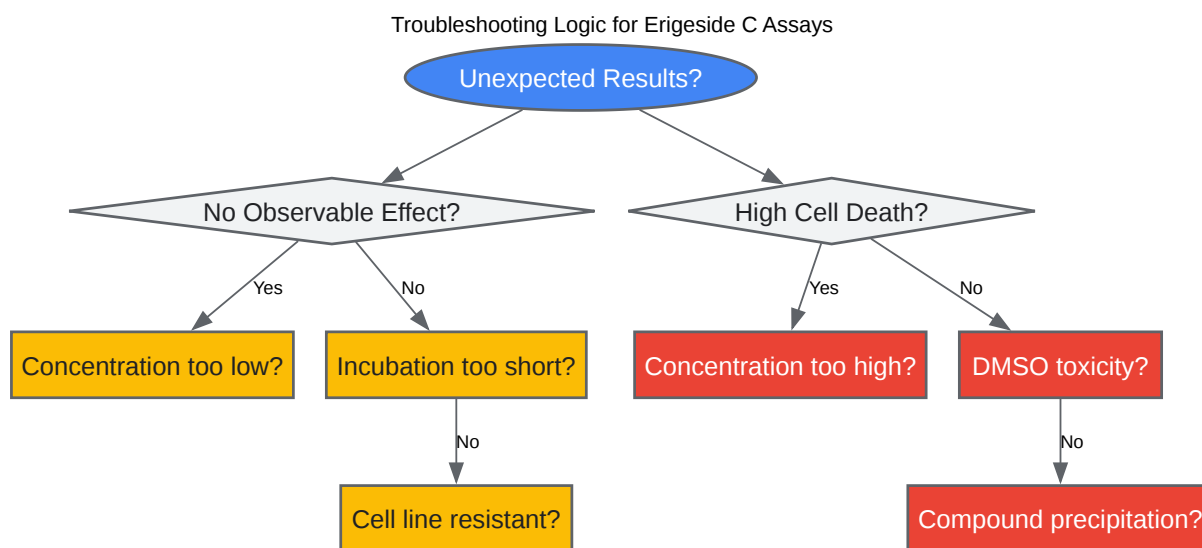 Troubleshooting Logic for Erigeside C Assays
Unexpected Results?
No Observable Effect?
High Cell Death?
Yes
No
Yes
No
Concentration too low?
Incubation too short?
Concentration too high?
DMSO toxicity?
No
No
Cell line resistant?
Compound precipitation?